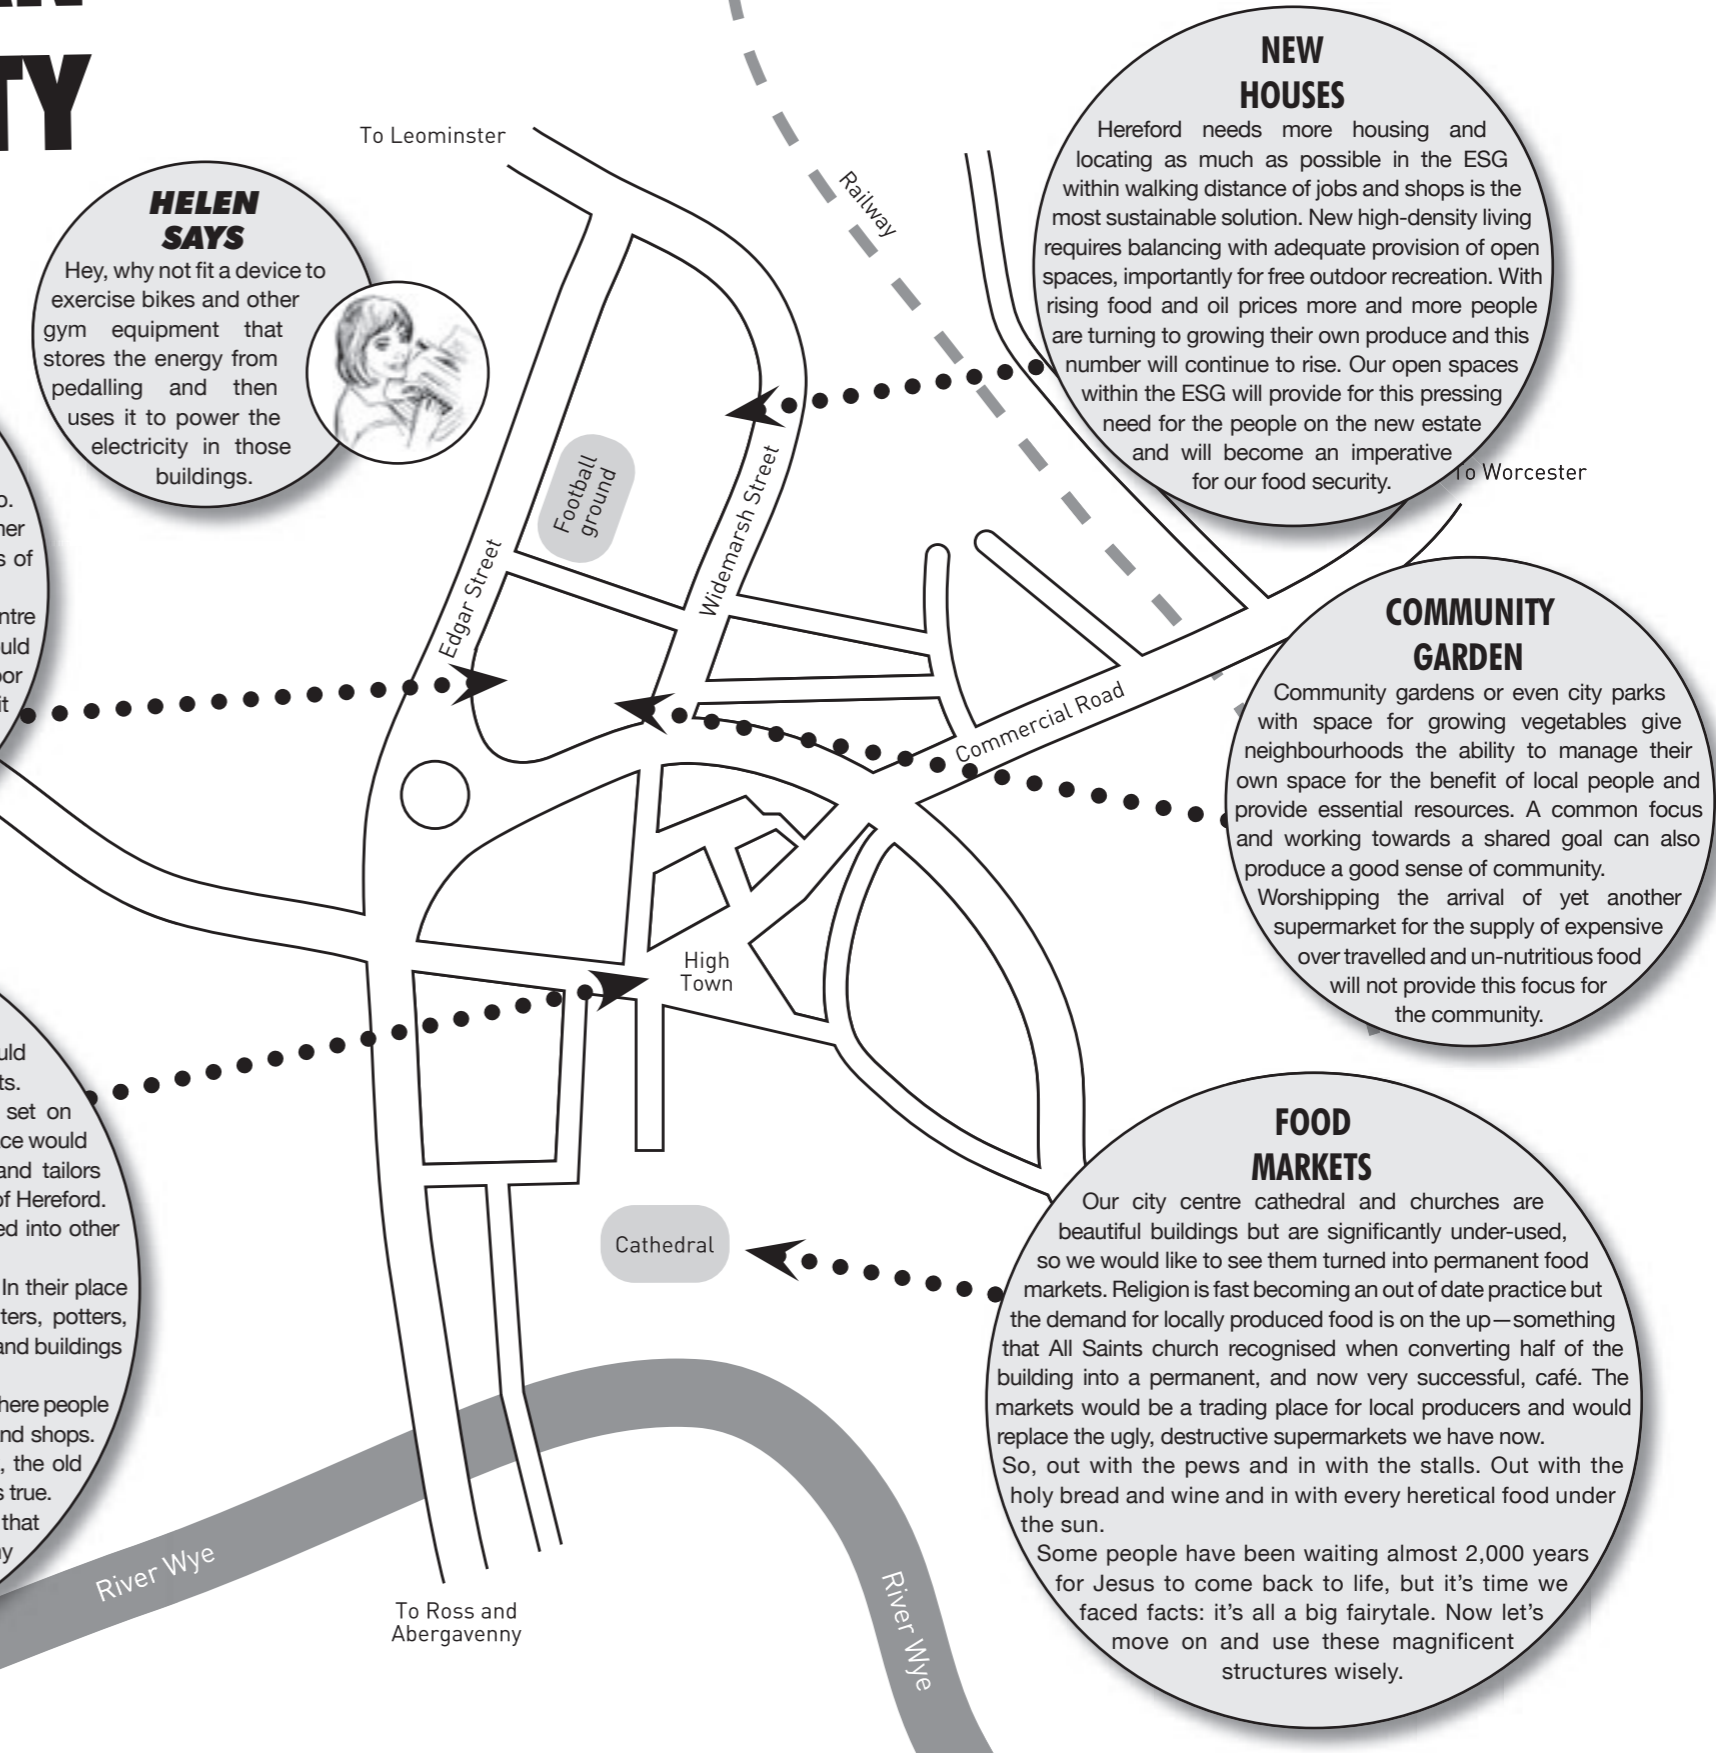 TY
To Leominster
Railway
HELEN
SAYS
Hey, why not fit a device to
exercise bikes and other
gym equipment that
stores the energy from
pedalling and then
uses it to power the
electricity in those
buildings.
NEW
HOUSES
Hereford needs more housing and
locating as much as possible in the ESG
within walking distance of jobs and shops is the
most sustainable solution. New high-density living
requires balancing with adequate provision of open
spaces, importantly for free outdoor recreation. With
rising food and oil prices more and more people
are turning to growing their own produce and this
number will continue to rise. Our open spaces
within the ESG will provide for this pressing
need for the people on the new estate
and will become an imperative
for our food security.
To Worcester
Football
ground
Widemarsh Street
Edgar Street
Commercial Road
COMMUNITY
GARDEN
Community gardens or even city parks
with space for growing vegetables give
neighbourhoods the ability to manage their
own space for the benefit of local people and
provide essential resources. A common focus
and working towards a shared goal can also
produce a good sense of community.
Worshipping the arrival of yet another
supermarket for the supply of expensive
over travelled and un-nutritious food
will not provide this focus for
the community.
High
Town
s of
set on
would
and tailors
of Hereford.
into other
In their place
potters,
and buildings
people
shops.
, the old
true.
that
Cathedral
FOOD
MARKETS
Our city centre cathedral and churches are
beautiful buildings but are significantly under-used,
so we would like to see them turned into permanent food
markets. Religion is fast becoming an out of date practice but
the demand for locally produced food is on the up—something
that All Saints church recognised when converting half of the
building into a permanent, and now very successful, café. The
markets would be a trading place for local producers and would
replace the ugly, destructive supermarkets we have now.
So, out with the pews and in with the stalls. Out with the
holy bread and wine and in with every heretical food under
the sun.
Some people have been waiting almost 2,000 years
for Jesus to come back to life, but it's time we
faced facts: it's all a big fairytale. Now let's
move on and use these magnificent
structures wisely.
River Wye
River Wye
To Ross and
Abergavenny